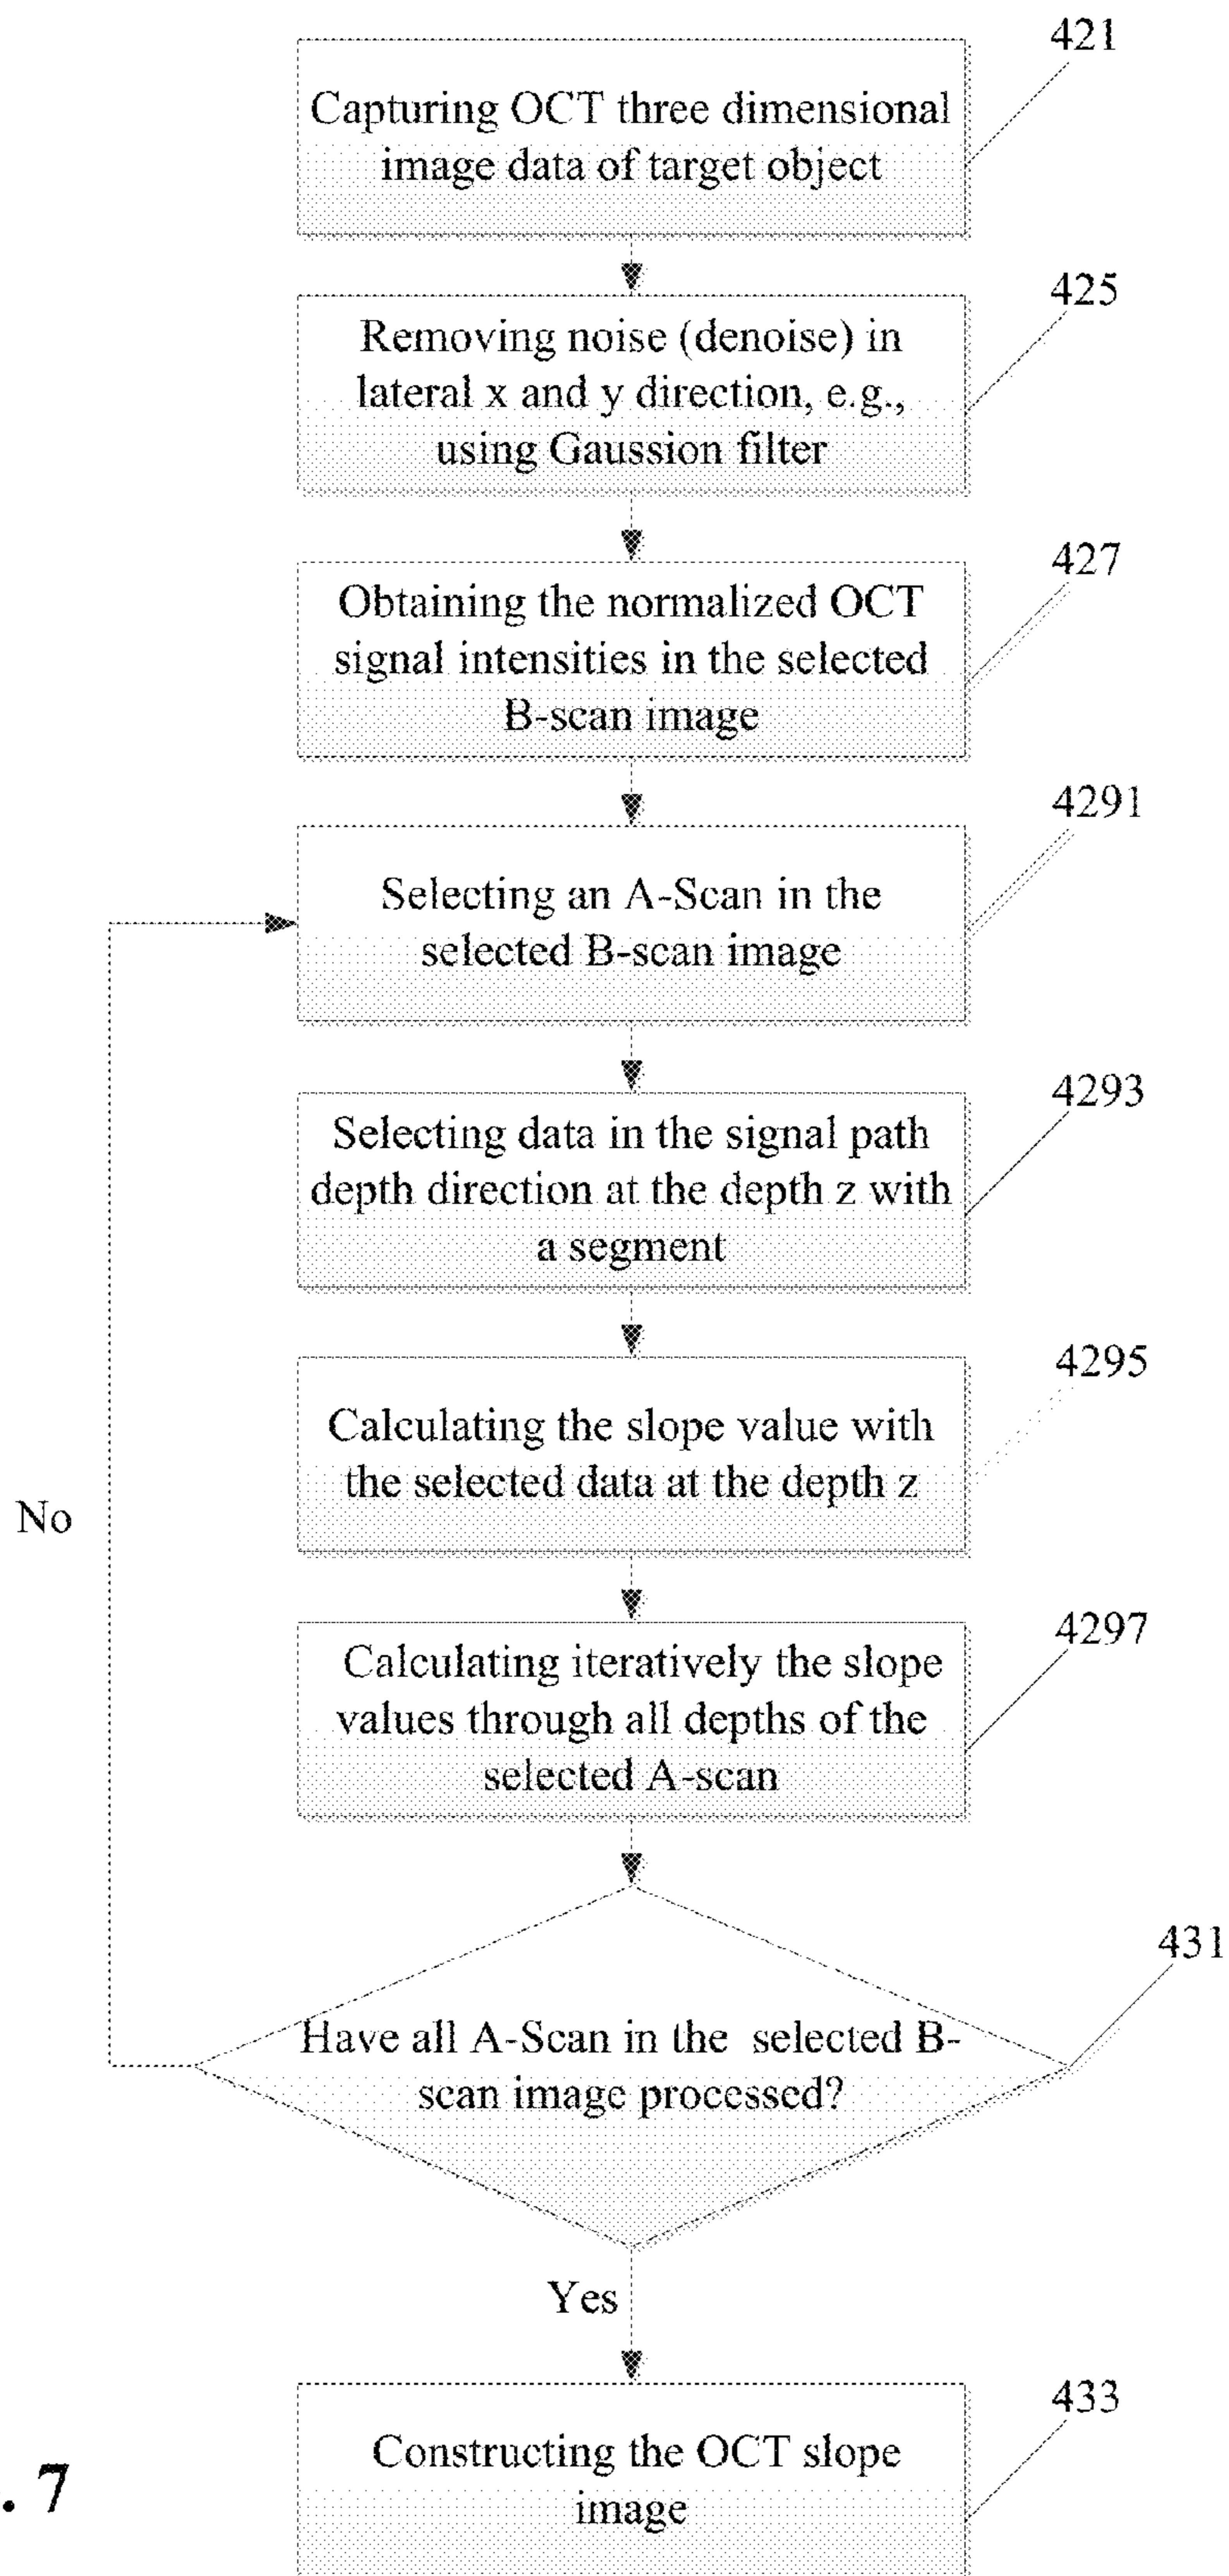 421
Capturing OCT three dimensional
image data of target object
425
Removing noise (denoise) in
lateral x and y direction, e.g.,
using Gaussion filter
427
Obtaining the normalized OCT
signal intensities in the selected
B-scan image
4291
Selecting an A-Scan in the
selected B-scan image
4293
Selecting data in the signal path
depth direction at the depth z with
a segment
4295
Calculating the slope value with
the selected data at the depth z
No
4297
Calculating iteratively the slope
values through all depths of the
selected A-scan
431
Have all A-Scan in the selected B-
scan image processed?
Yes
433
Constructing the OCT slope
image
. 7